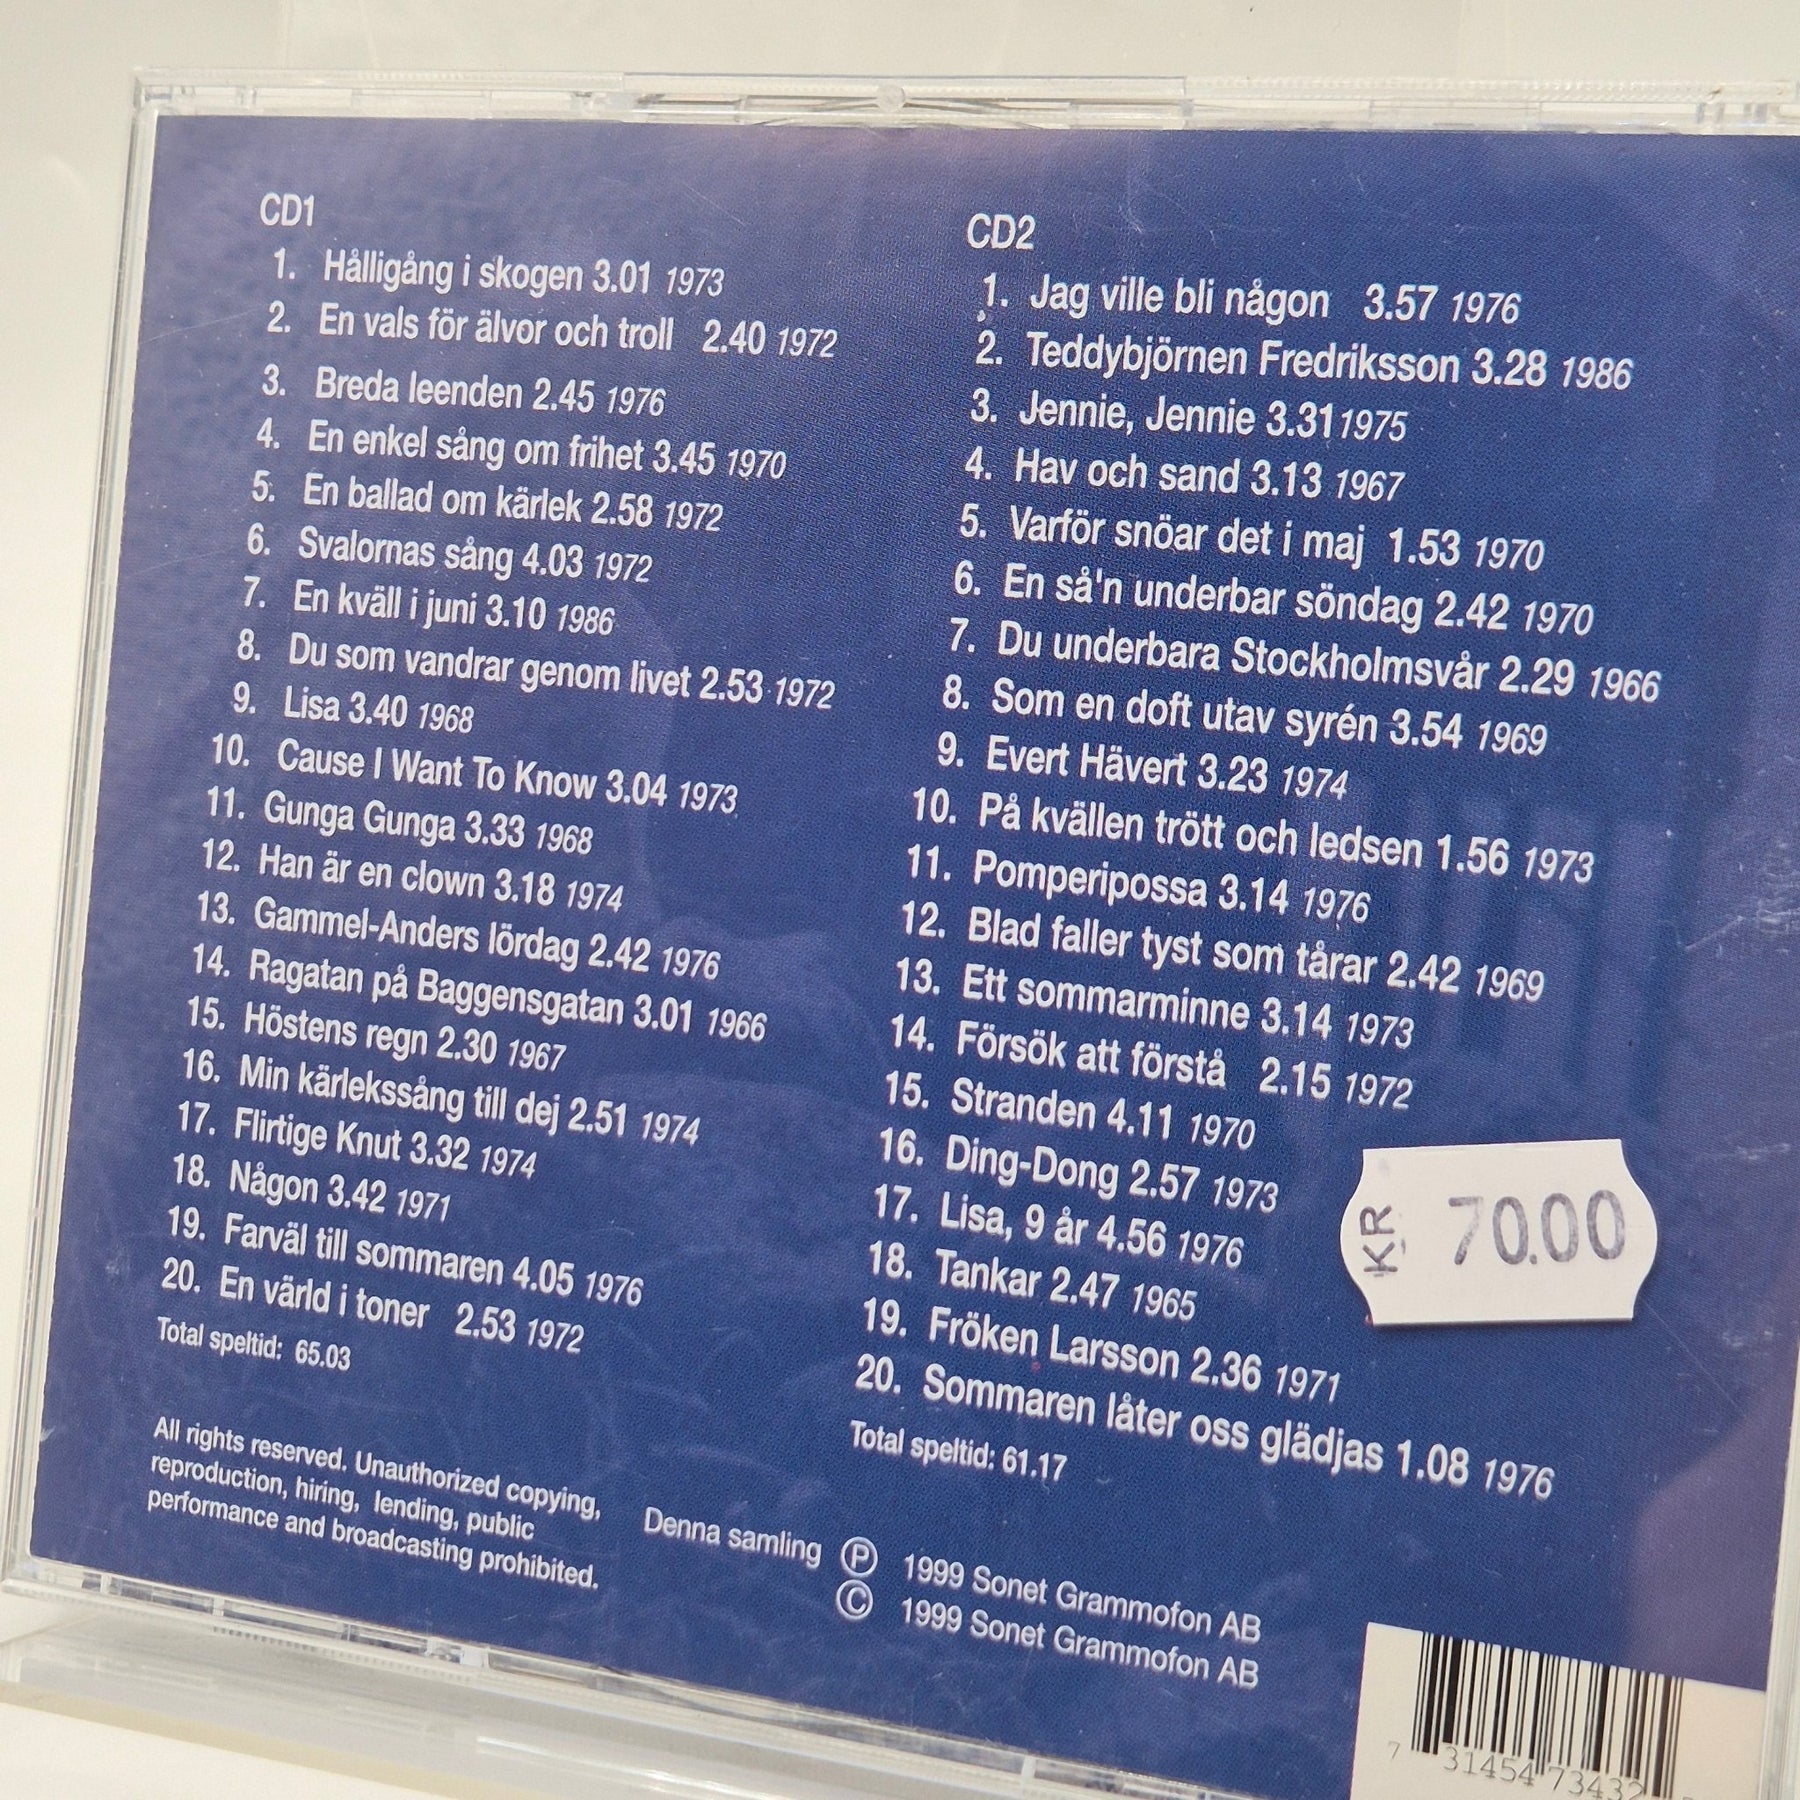 CD1
1. Hålligång i skogen 3.01 1973
2. En vals för älvor och troll 2.40 1972
3. Breda leenden 2.45 1976
4. En enkel sång om frihet 3.45 1970
5. En ballad om kärlek 2.58 1972
6. Svalornas sång 4.03 1972
7. En kväll i juni 3.10 1986
8. Du som vandrar genom livet 2.53 1972
9. Lisa 3.40 1968
10. Cause I Want To Know 3.04 1973
11. Gunga Gunga 3.33 1968
12. Han är en clown 3.18 1974
13. Gammel-Anders lördag 2.42 1976
14. Ragatan på Baggensgatan 3.01 1966
15. Höstens regn 2.30 1967
16. Min kärlekssång till dej 2.51 1974
17. Flirtige Knut 3.32 1974
18. Någon 3.42 1971
19. Farväl till sommaren 4.05 1976
20. En värld i toner 2.53 1972
Total speltid: 65.03
CD2
1. Jag ville bli någon 3.57 1976
2. Teddybjörnen Fredriksson 3.28 1986
3. Jennie, Jennie 3.31 1975
4. Hav och sand 3.13 1967
5. Varför snöar det i maj 1.53 1970
6. En så'n underbar söndag 2.42 1970
7. Du underbara Stockholmsvår 2.29 1966
8. Som en doft utav syrén 3.54 1969
9. Evert Hävert 3.23 1974
10. På kvällen trött och ledsen 1.56 1973
11. Pomperipossa 3.14 1976
12. Blad faller tyst som tårar 2.42 1969
13. Ett sommarminne 3.14 1973
14. Försök att förstå 2.15 1972
15. Stranden 4.11 1970
16. Ding-Dong 2.57 1973
17. Lisa, 9 år 4.56 1976
18. Tankar 2.47 1965
19. Fröken Larsson 2.36 1971
20. Sommaren låter oss glädjas 1.08 1976
Total speltid: 61.17
KR 70.00
All rights reserved. Unauthorized copying,
reproduction, hiring, lending, public
performance and broadcasting prohibited.
Denna samling Ⓟ 1999 Sonet Grammofon AB
© 1999 Sonet Grammofon AB
7 31454 73432